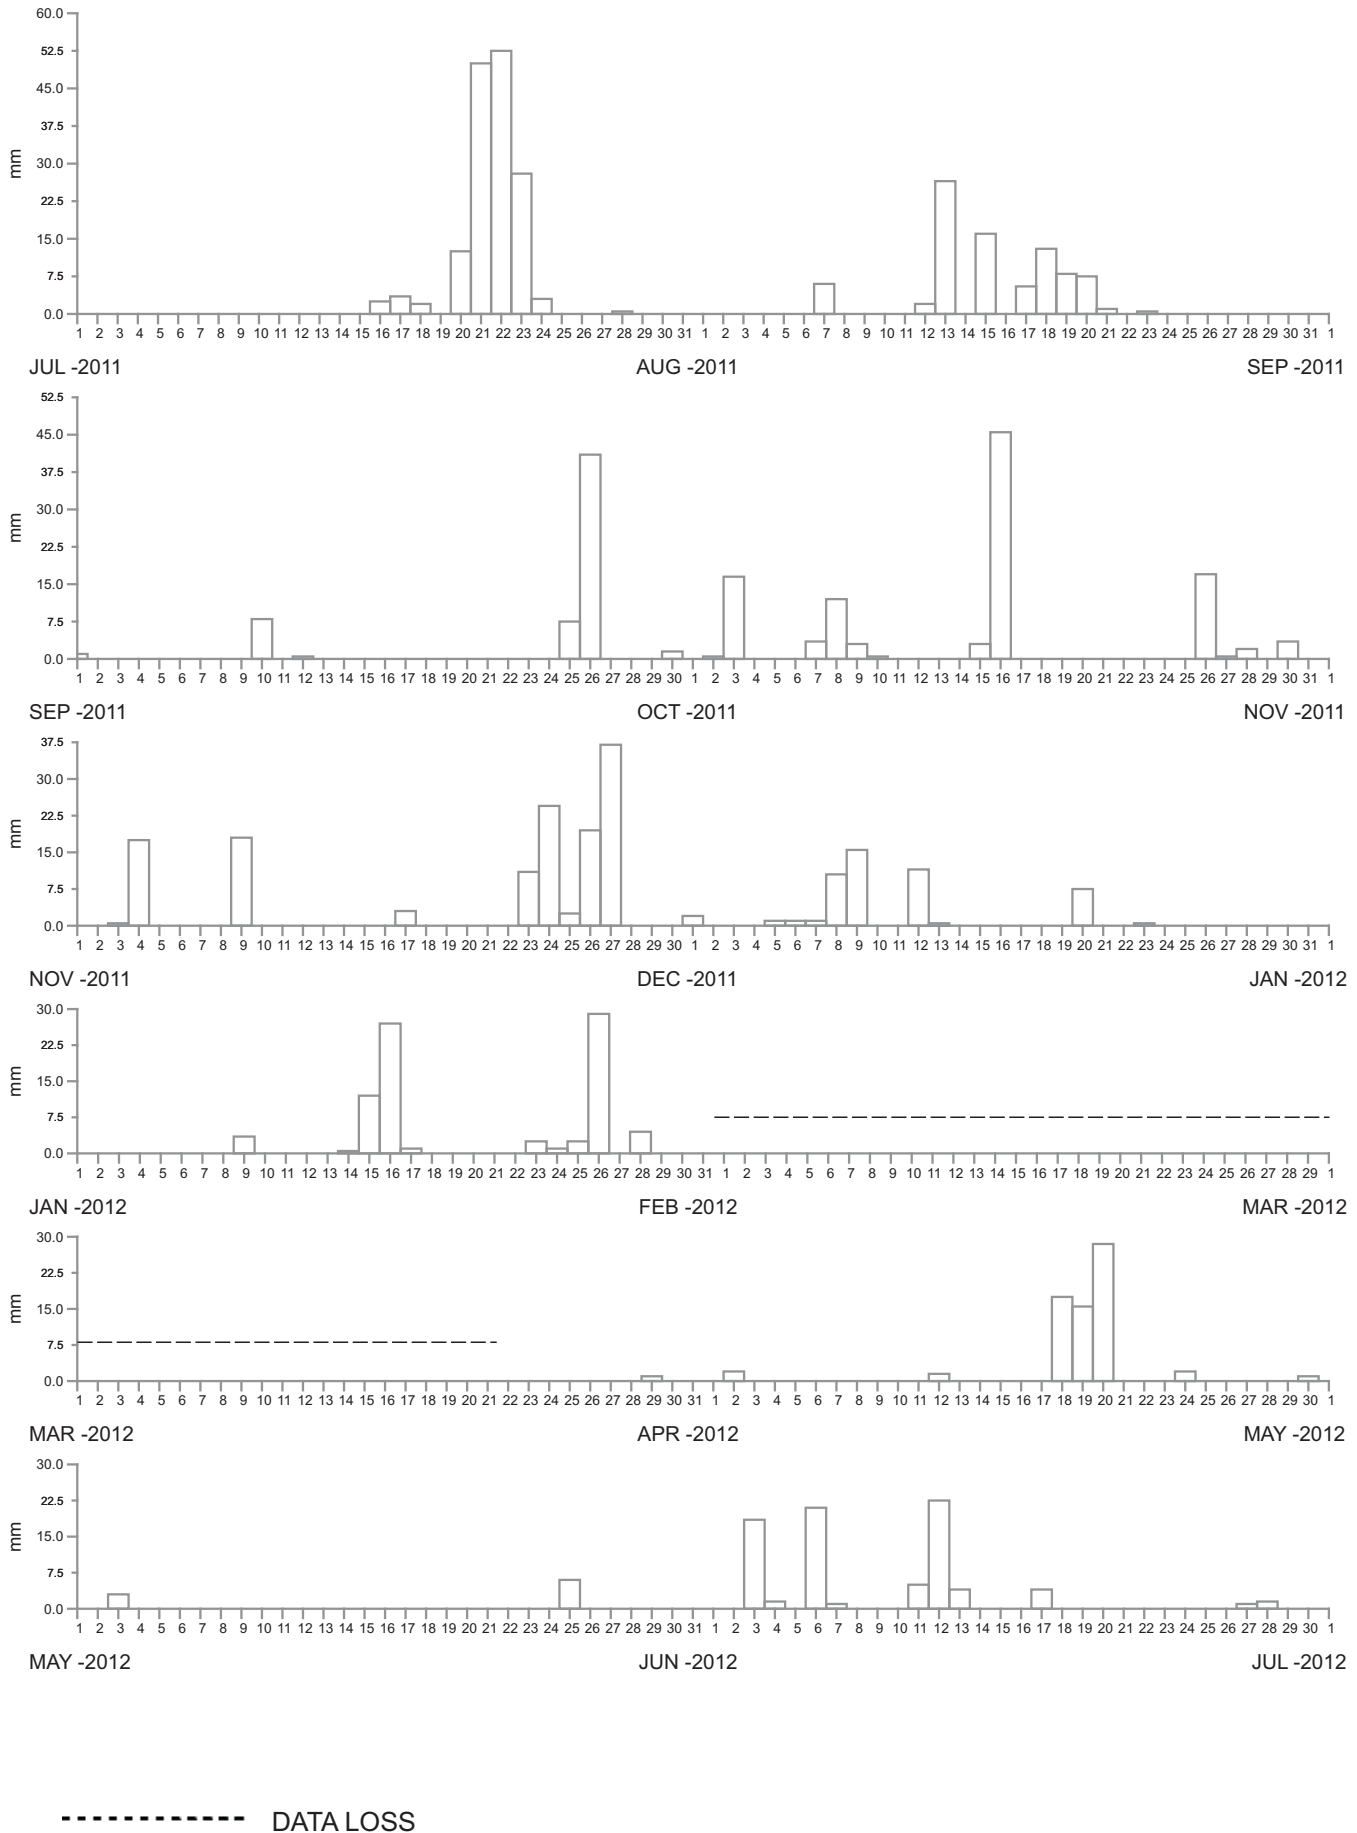 60.0
52.5
45.0
37.5
30.0
22.5
15.0
7.5
0.0
mm
1 2 3 4 5 6 7 8 9 10 11 12 13 14 15 16 17 18 19 20 21 22 23 24 25 26 27 28 29 30 31 1 2 3 4 5 6 7 8 9 10 11 12 13 14 15 16 17 18 19 20 21 22 23 24 25 26 27 28 29 30 31 1
JUL -2011 AUG -2011 SEP -2011
52.5
45.0
37.5
30.0
22.5
15.0
7.5
0.0
mm
1 2 3 4 5 6 7 8 9 10 11 12 13 14 15 16 17 18 19 20 21 22 23 24 25 26 27 28 29 30 1 2 3 4 5 6 7 8 9 10 11 12 13 14 15 16 17 18 19 20 21 22 23 24 25 26 27 28 29 30 31 1
SEP -2011 OCT -2011 NOV -2011
37.5
30.0
22.5
15.0
7.5
0.0
mm
1 2 3 4 5 6 7 8 9 10 11 12 13 14 15 16 17 18 19 20 21 22 23 24 25 26 27 28 29 30 1 2 3 4 5 6 7 8 9 10 11 12 13 14 15 16 17 18 19 20 21 22 23 24 25 26 27 28 29 30 31 1
NOV -2011 DEC -2011 JAN -2012
30.0
22.5
15.0
7.5
0.0
mm
1 2 3 4 5 6 7 8 9 10 11 12 13 14 15 16 17 18 19 20 21 22 23 24 25 26 27 28 29 30 31 1 2 3 4 5 6 7 8 9 10 11 12 13 14 15 16 17 18 19 20 21 22 23 24 25 26 27 28 29 1
JAN -2012 FEB -2012 MAR -2012
30.0
22.5
15.0
7.5
0.0
mm
1 2 3 4 5 6 7 8 9 10 11 12 13 14 15 16 17 18 19 20 21 22 23 24 25 26 27 28 29 30 31 1 2 3 4 5 6 7 8 9 10 11 12 13 14 15 16 17 18 19 20 21 22 23 24 25 26 27 28 29 30 1
MAR -2012 APR -2012 MAY -2012
30.0
22.5
15.0
7.5
0.0
mm
1 2 3 4 5 6 7 8 9 10 11 12 13 14 15 16 17 18 19 20 21 22 23 24 25 26 27 28 29 30 31 1 2 3 4 5 6 7 8 9 10 11 12 13 14 15 16 17 18 19 20 21 22 23 24 25 26 27 28 29 30 1
MAY -2012 JUN -2012 JUL -2012
DATA LOSS